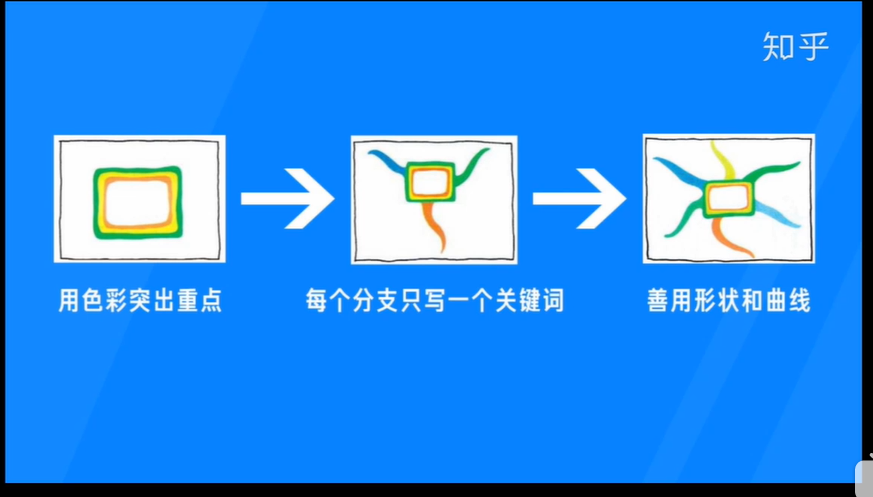 知乎
用色彩突出重点
每个分支只写一个关键词
善用形状和曲线